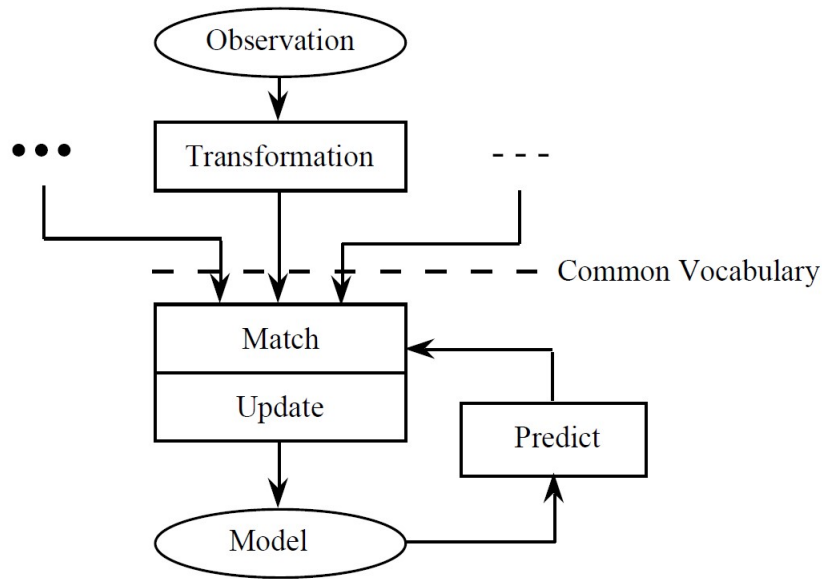 Observation
Transformation
Common Vocabulary
Match
Update
Predict
Model